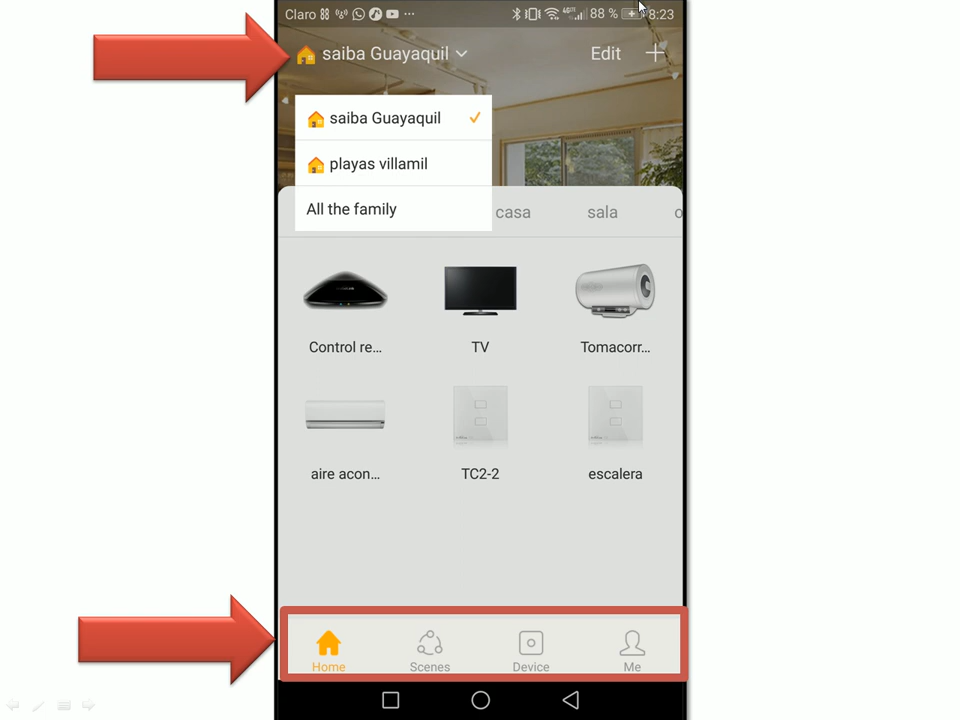 Claro 88 % 8:23
saiba Guayaquil Edit
saiba Guayaquil
playas villamil
All the family
casa sala o
Control re... TV Tomacorr...
aire acon... TC2-2 escalera
Home Scenes Device Me